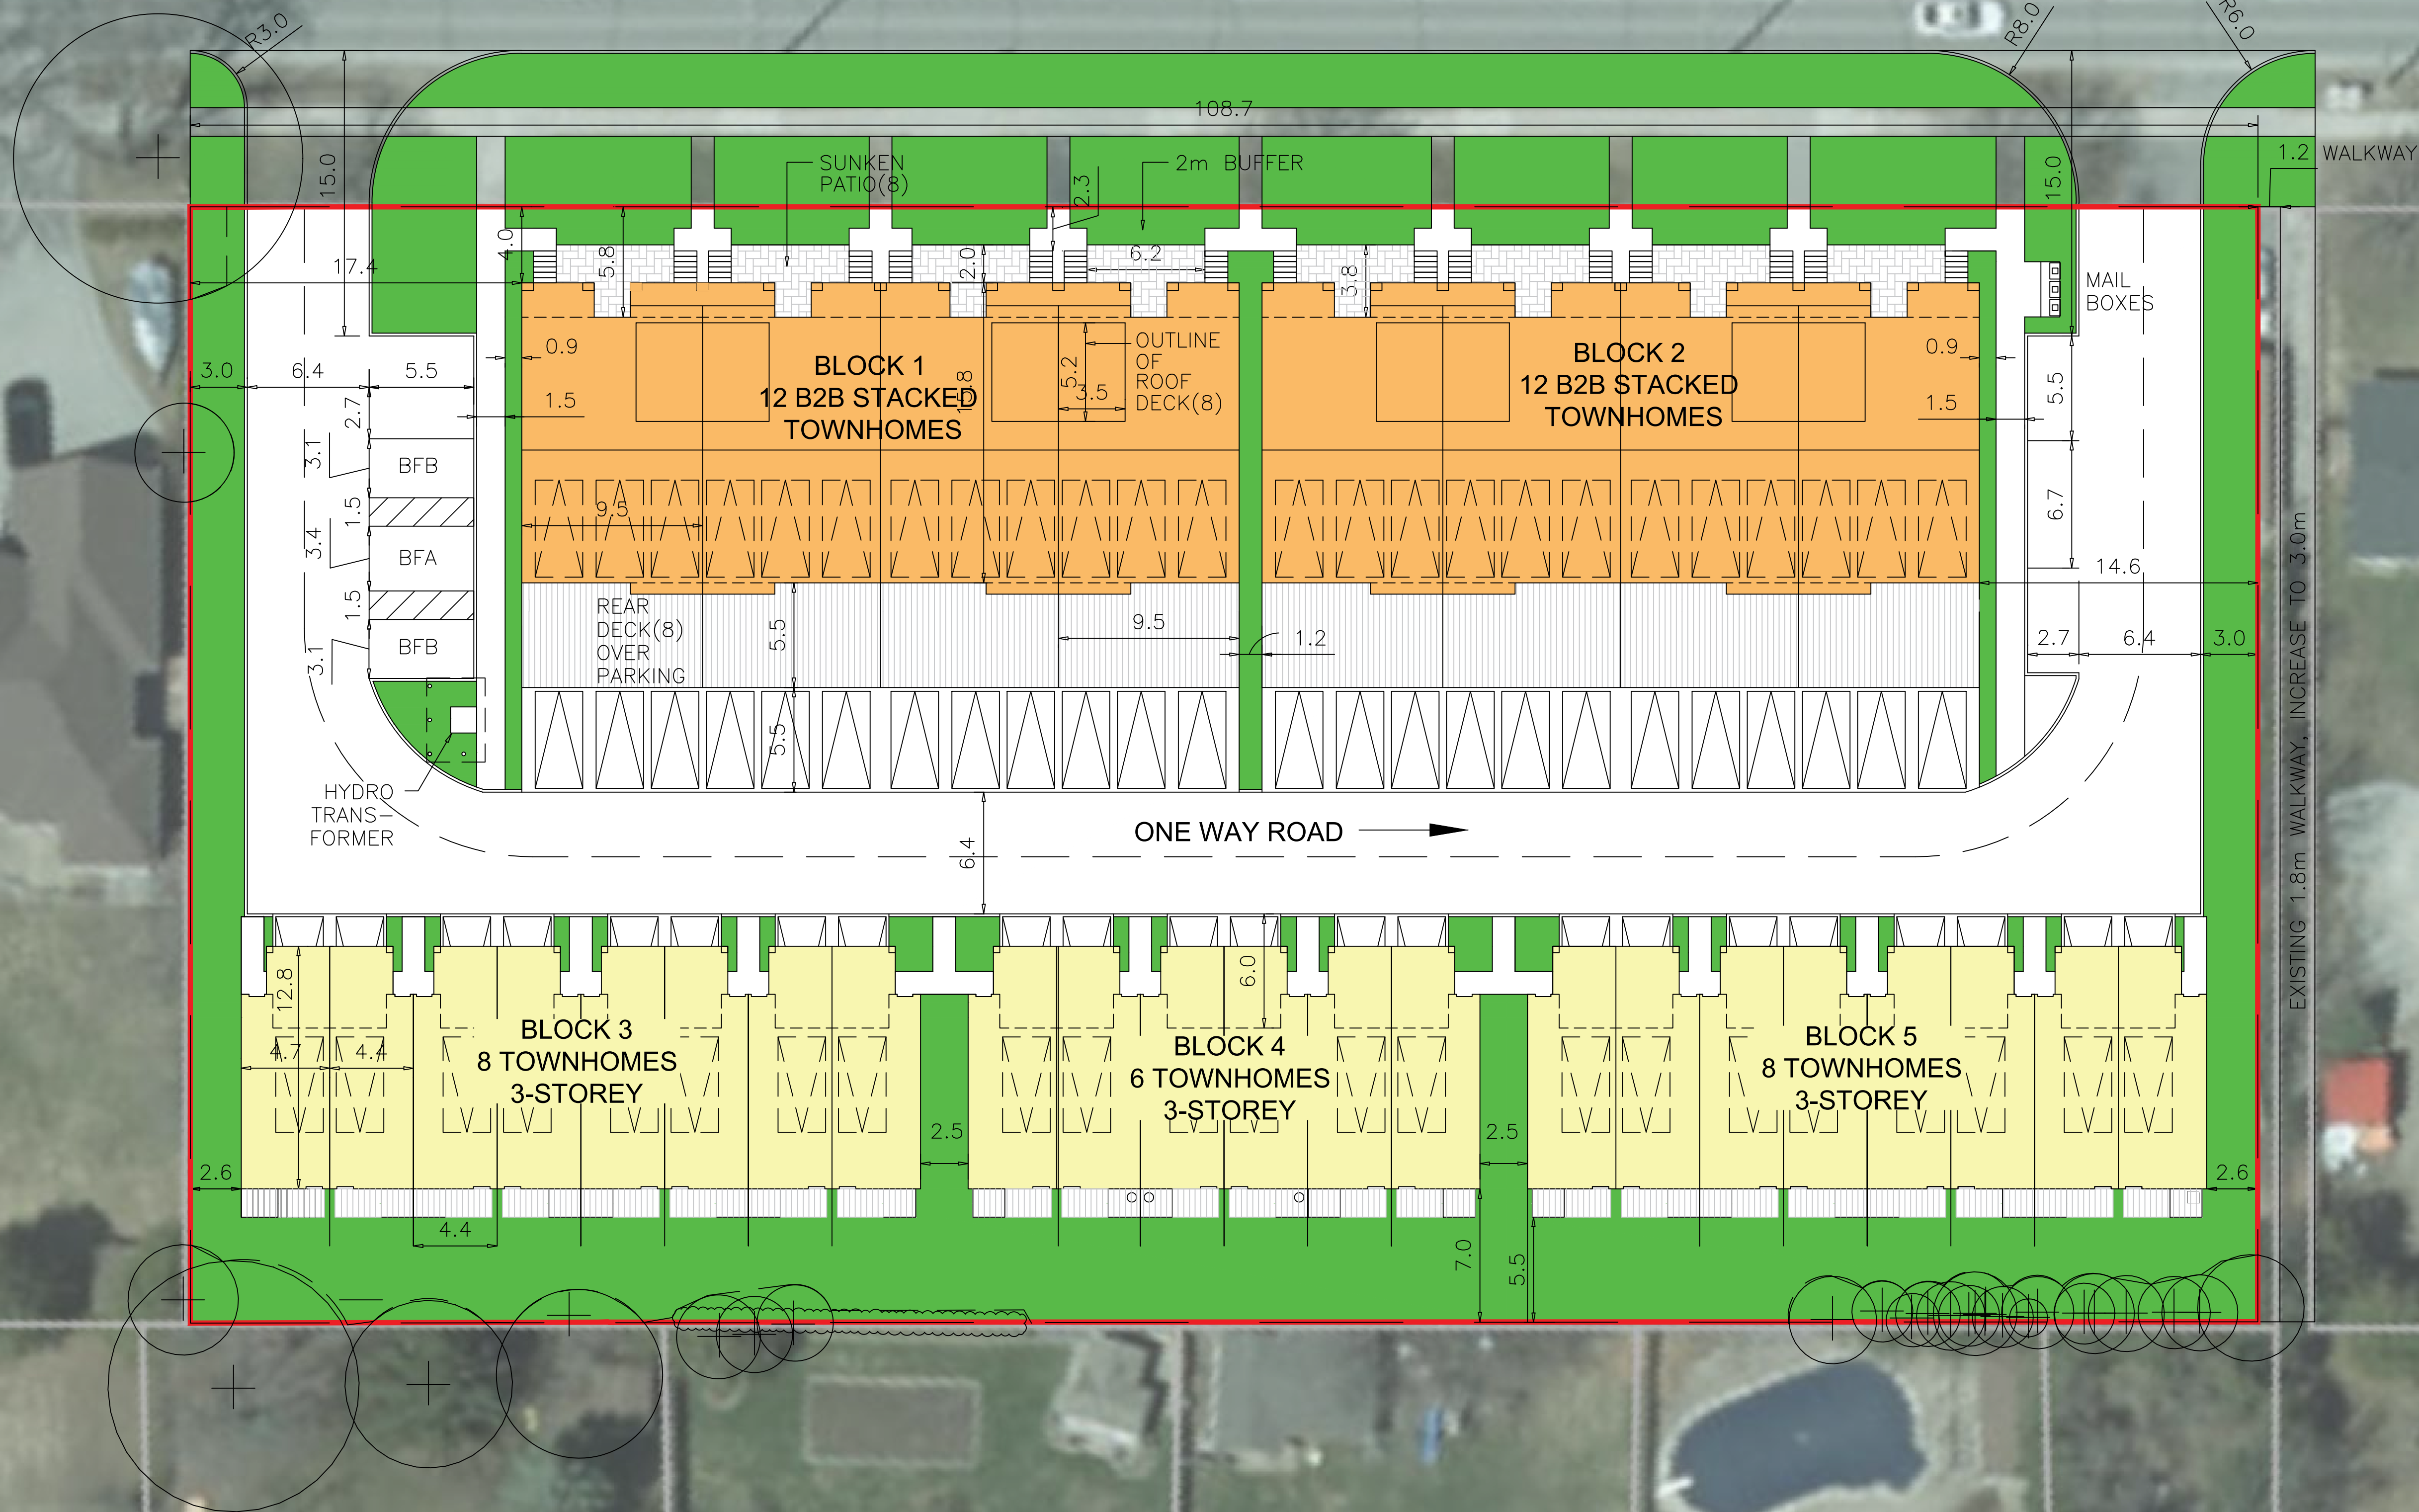 R3.0
R8.0
R6.0
108.7
15.0
SUNKEN
PATIO(8)
2m BUFFER
2.3
15.0
1.2 WALKWAY
4.0
17.4
5.8
2.0
6.2
3.8
MAIL
BOXES
0.9
BLOCK 1
12 B2B STACKED
TOWNHOMES
5.2
3.5
OUTLINE
OF
ROOF
DECK(8)
BLOCK 2
12 B2B STACKED
TOWNHOMES
0.9
3.0
6.4
5.5
1.5
1.5
5.5
2.7
3.1
BFB
1.5
3.4
BFA
1.5
BFB
3.1
9.5
6.7
14.6
REAR
DECK(8)
OVER
PARKING
5.5
9.5
1.2
2.7
6.4
3.0
5.5
HYDRO
TRANS-
FORMER
6.4
ONE WAY ROAD
EXISTING 1.8m WALKWAY, INCREASE TO 3.0m
12.8
4.7
4.4
BLOCK 3
8 TOWNHOMES
3-STOREY
6.0
BLOCK 4
6 TOWNHOMES
3-STOREY
BLOCK 5
8 TOWNHOMES
3-STOREY
2.5
2.5
2.6
2.6
4.4
7.0
5.5